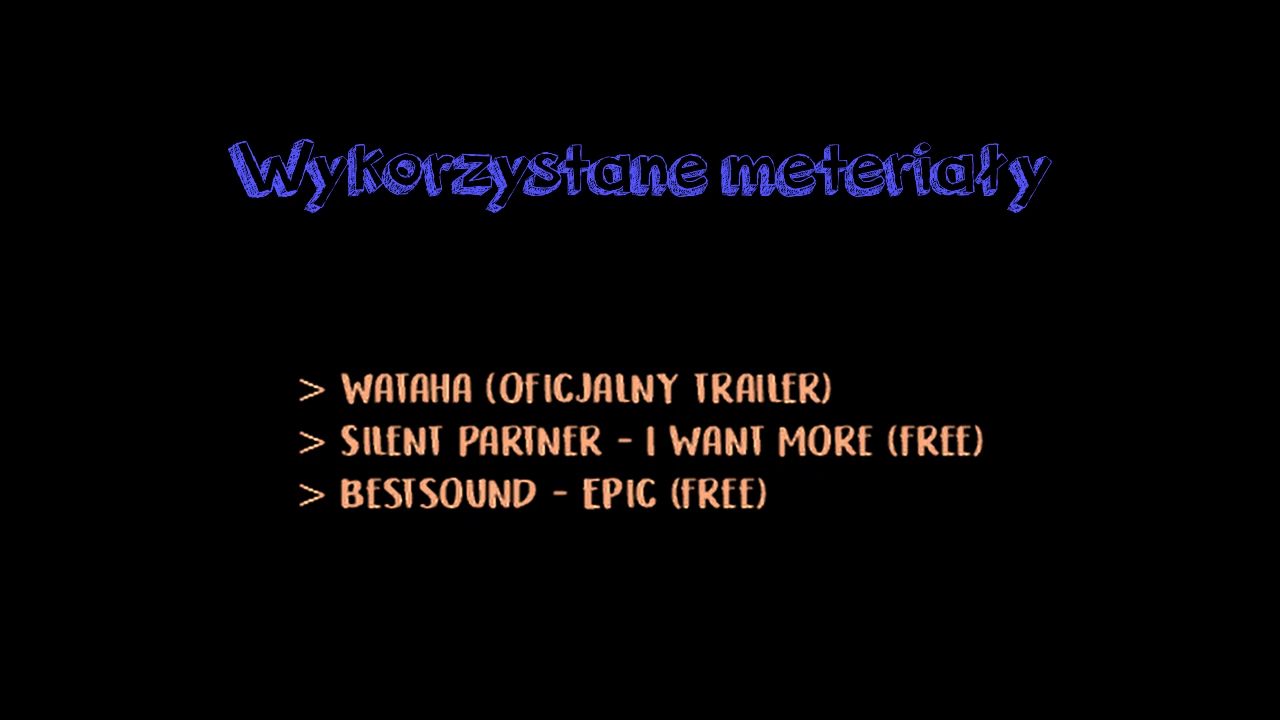 Wykorzystane meteriały
> WATAHA (OFICJALNY TRAILER)
> SILENT PARTNER - I WANT MORE (FREE)
> BESTSOUND - EPIC (FREE)